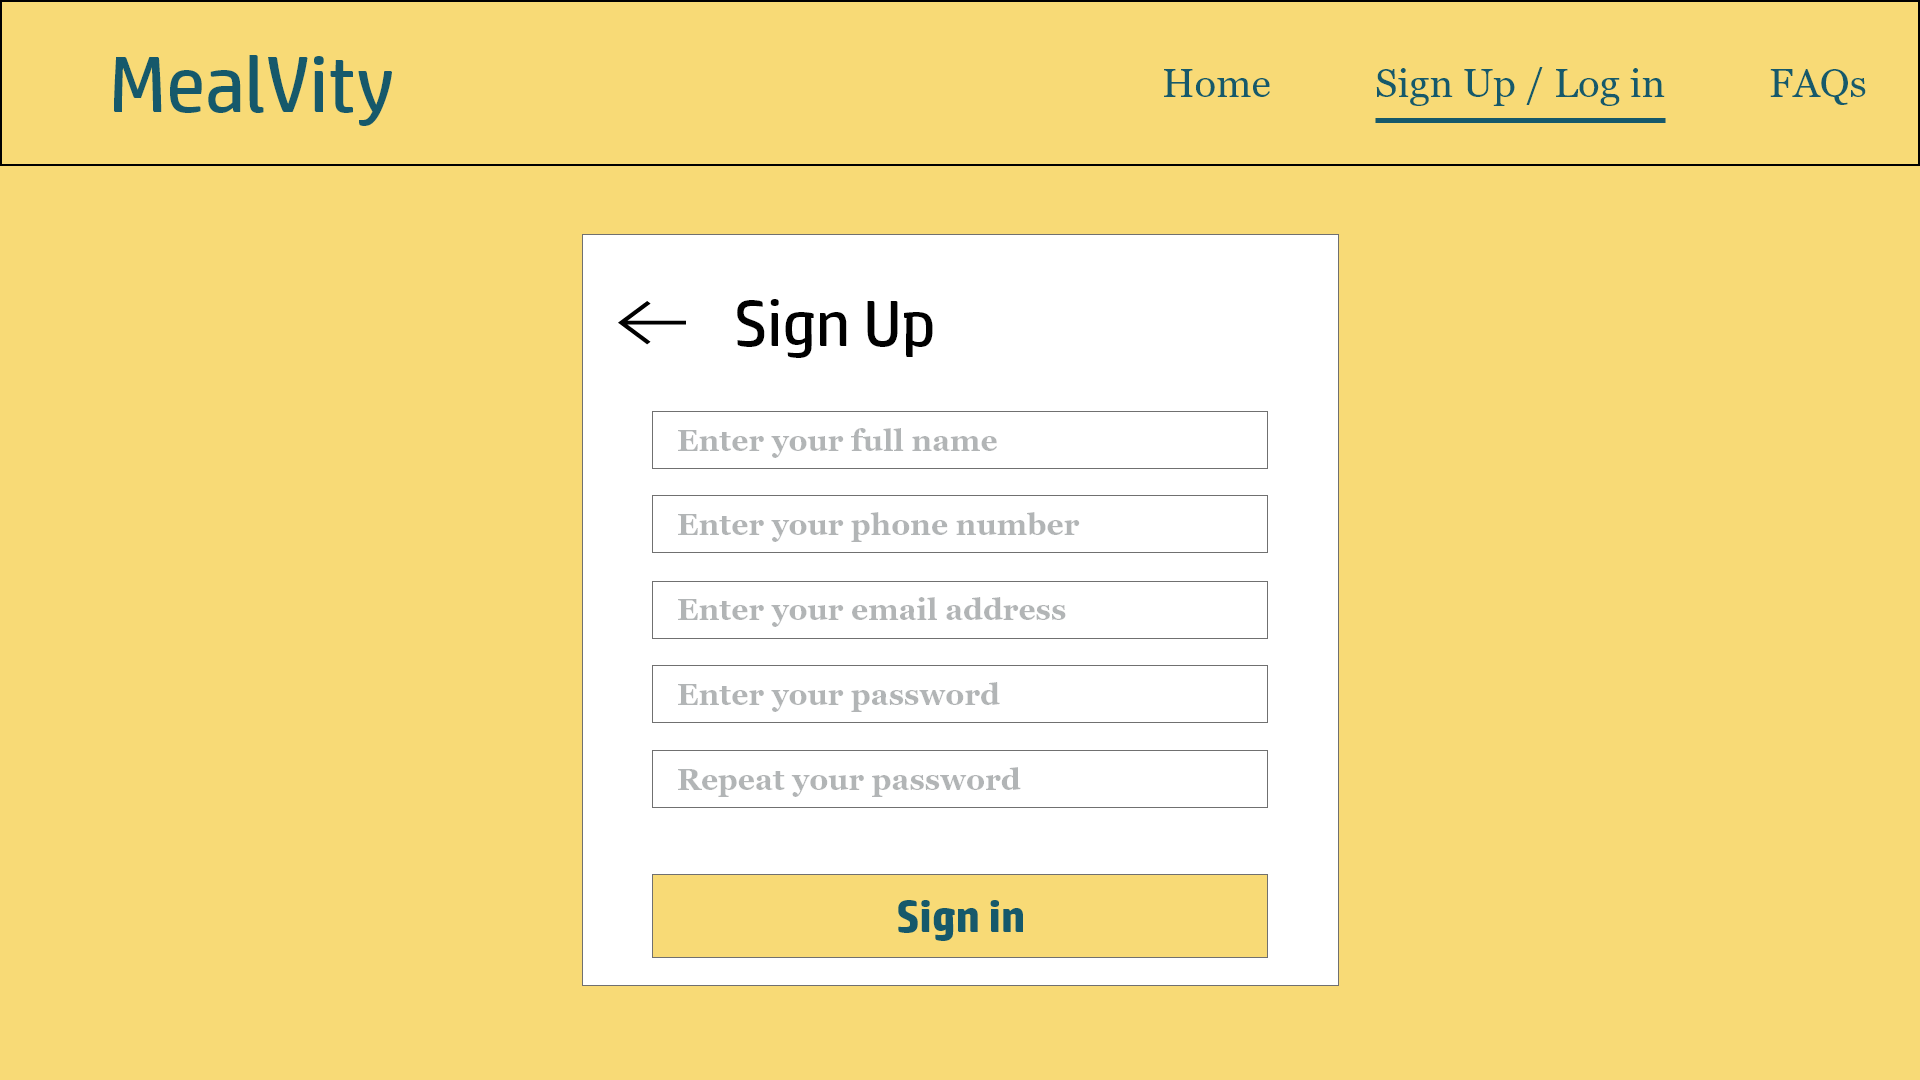 MealVity
Home
Sign Up / Log in
FAQs
Sign Up
Enter your full name
Enter your phone number
Enter your email address
Enter your password
Repeat your password
Sign in